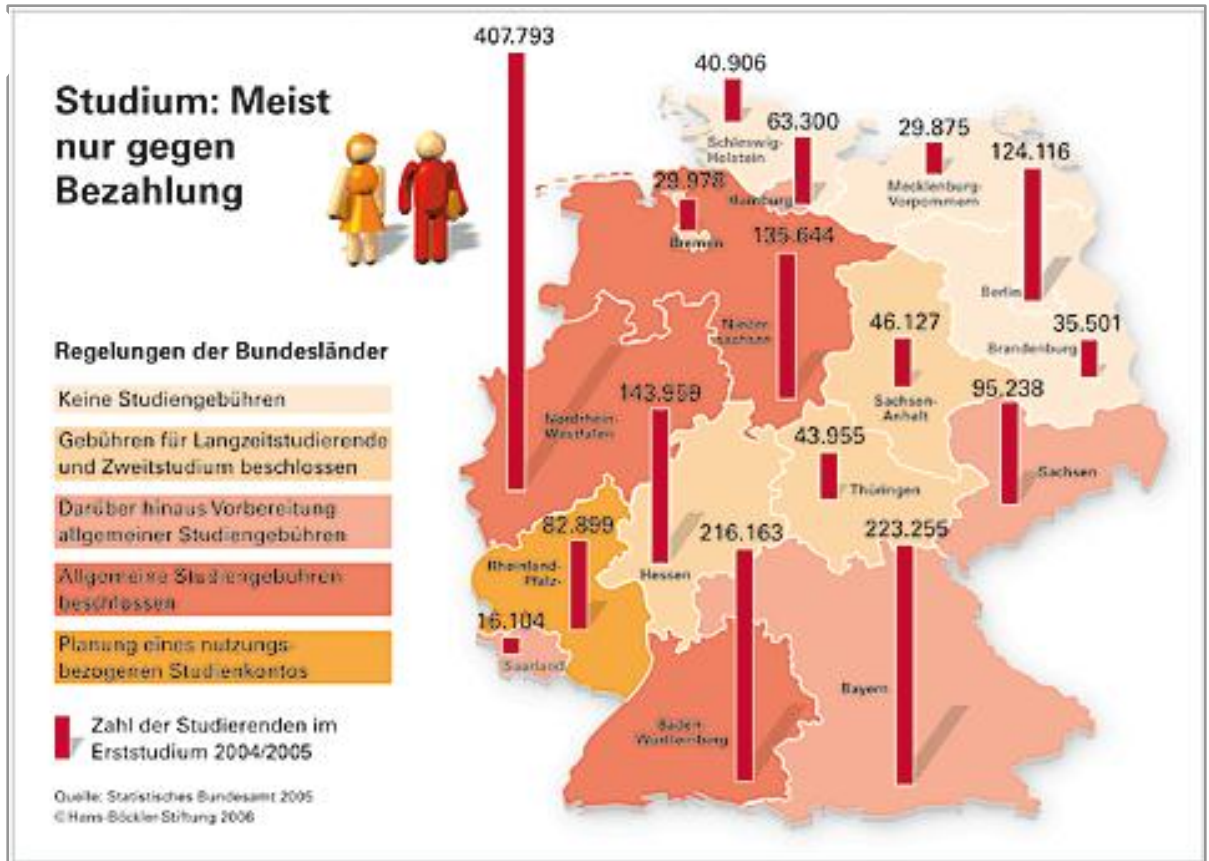 Studium: Meist
nur gegen
Bezahlung
Regelungen der Bundesländer
Keine Studiengebühren
Gebühren für Langzeitstudierende
und Zweitstudium beschlossen
Darüber hinaus Vorbereitung
allgemeiner Studiengebühren
Allgemeine Studiengebühren
beschlossen
Planung eines nutzungs-
bezogenen Studienkontos
Zahl der Studierenden im
Erststudium 2004/2005
Quelle: Statistisches Bundesamt 2005
© Hans-Böckler-Stiftung 2006
407.793
Nordrhein-
Westfalen
40.906
Schleswig-
Holstein
63.300
Hamburg
29.875
Mecklenburg-
Vorpommern
124.116
Berlin
29.978
Bremen
135.644
Nieder-
sachsen
46.127
Sachsen-
Anhalt
35.501
Brandenburg
143.959
Hessen
43.955
Thüringen
95.238
Sachsen
82.899
Rheinland-
Pfalz-
16.104
Saarland
216.163
Baden-
Württemberg
223.255
Bayern